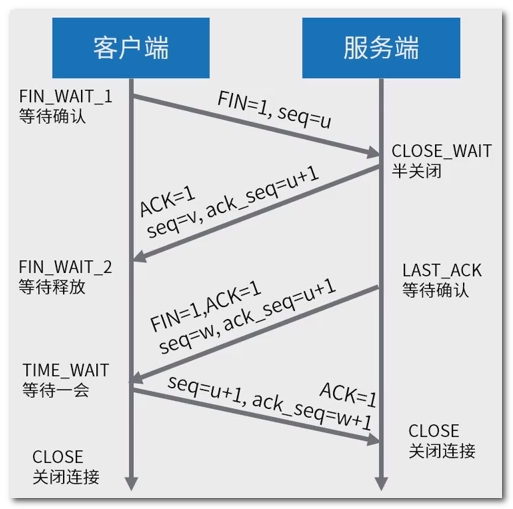 客户端
服务端
FIN_WAIT_1
等待确认
FIN=1, seq=u
CLOSE_WAIT
半关闭
ACK=1
seq=v, ack_seq=u+1
FIN_WAIT_2
等待释放
LAST_ACK
等待确认
FIN=1,ACK=1
seq=w, ack_seq=u+1
TIME_WAIT
等待一会
ACK=1
seq=u+1, ack_seq=w+1
CLOSE
关闭连接
CLOSE
关闭连接